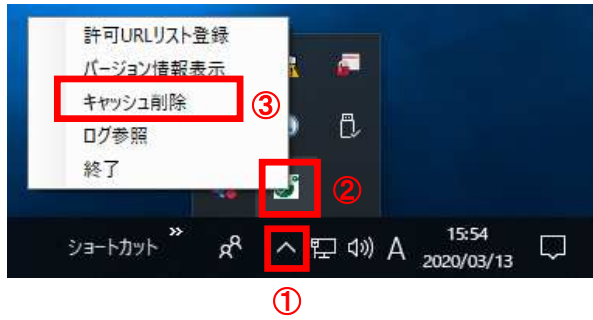 許可URLリスト登録
バージョン情報表示
キャッシュ削除
③
ログ参照
終了
②
ショートカット
»
A
15:54
2020/03/13
①